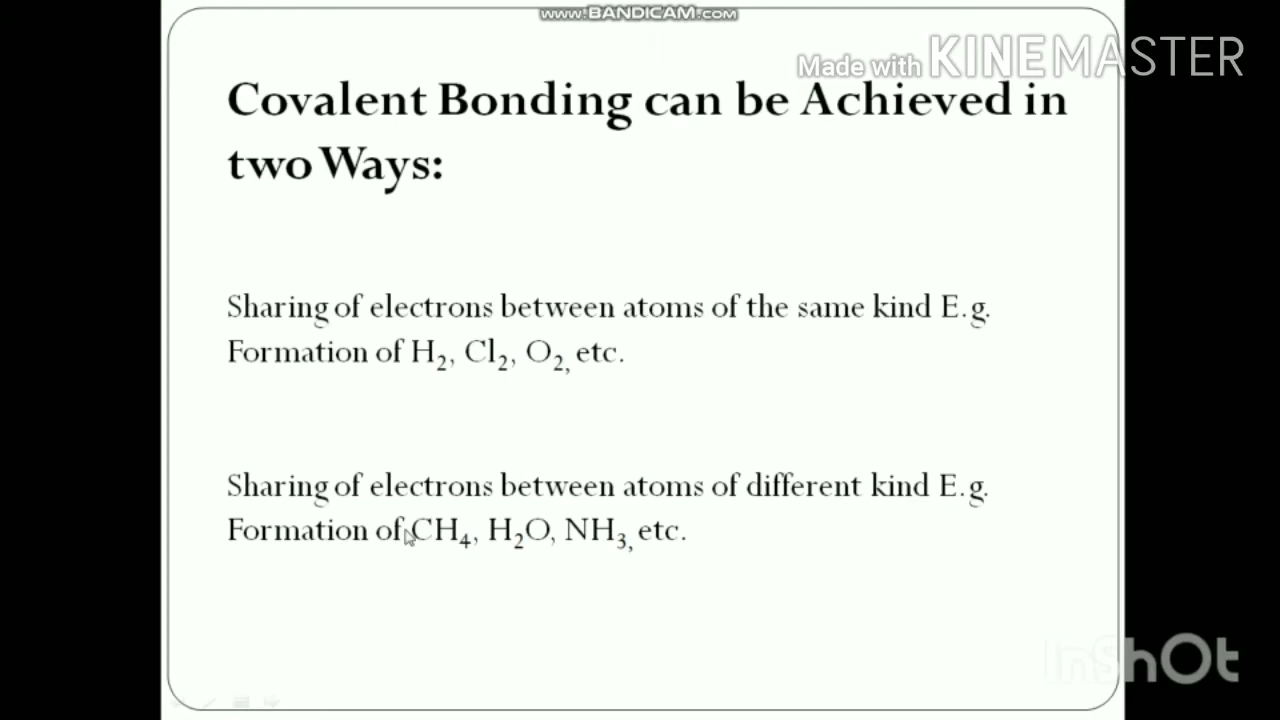 www.BANDICAM.com
Made with KINEMASTER
Covalent Bonding can be Achieved in
two Ways:
Sharing of electrons between atoms of the same kind E.g.
Formation of H₂, Cl₂, O₂, etc.
Sharing of electrons between atoms of different kind E.g.
Formation of CH₄, H₂O, NH₃, etc.
InShOt